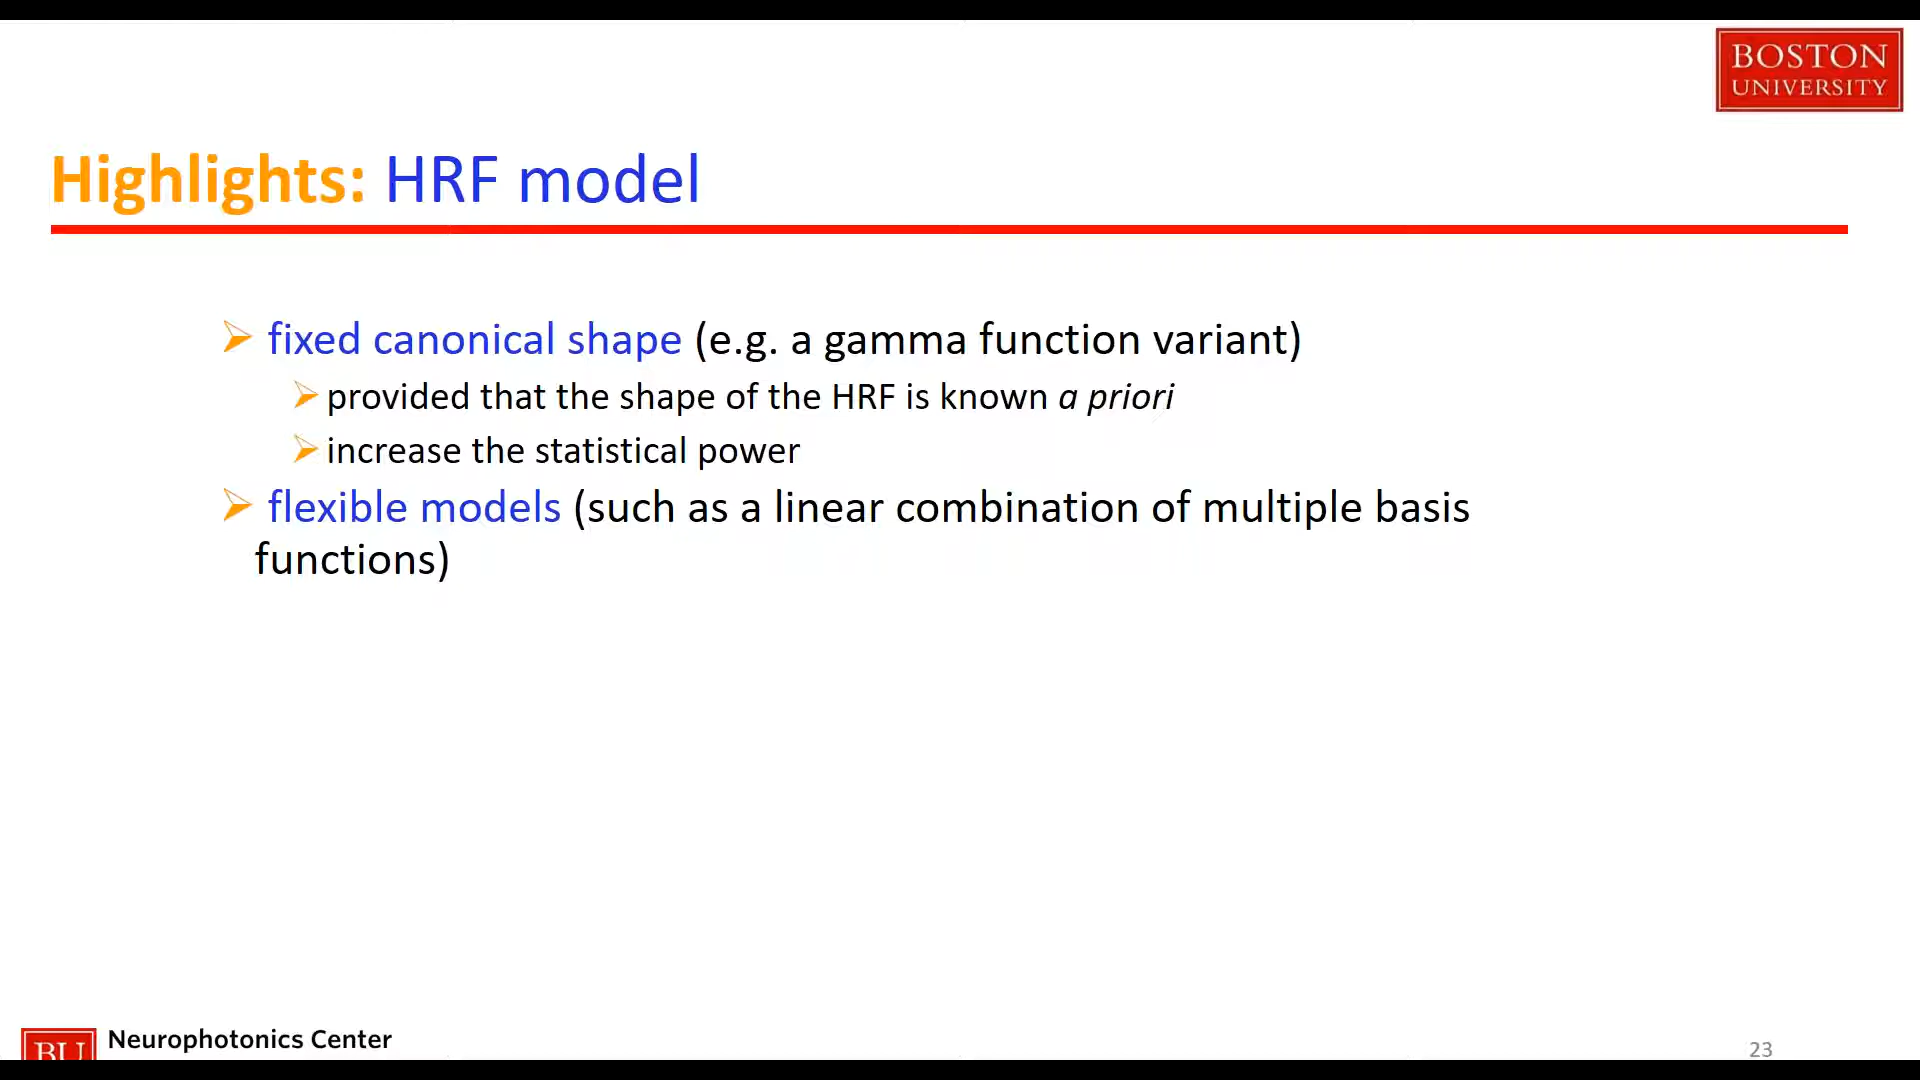 BOSTON
UNIVERSITY
Highlights: HRF model
fixed canonical shape (e.g. a gamma function variant)
provided that the shape of the HRF is known a priori
increase the statistical power
flexible models (such as a linear combination of multiple basis
functions)
BU
Neurophotonics Center
23